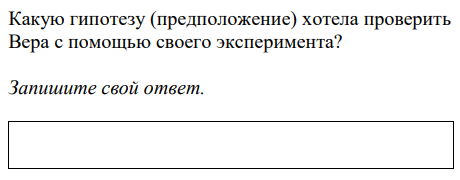 Какую гипотезу (предположение) хотела проверить
Вера с помощью своего эксперимента?
Запишите свой ответ.